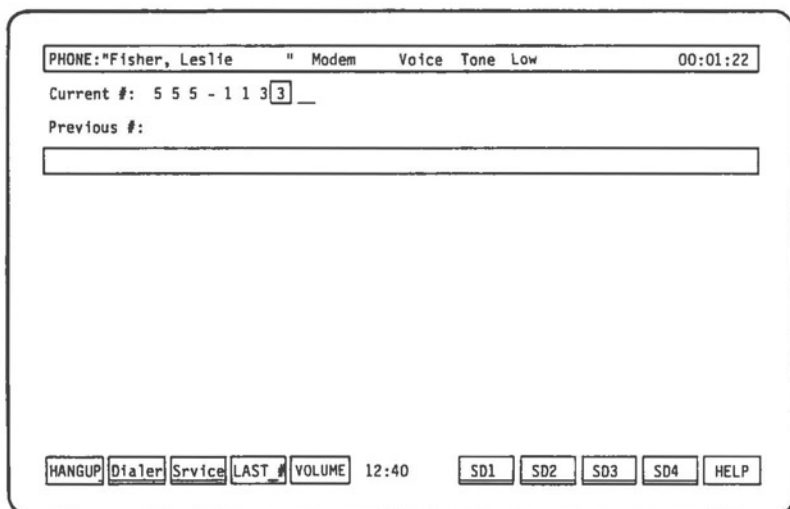 PHONE:"Fisher, Leslie " Modem Voice Tone Low 00:01:22
Current #: 5 5 5 - 1 1 3 3 _
Previous #:
HANGUP Dialer Srvice LAST # VOLUME 12:40 SD1 SD2 SD3 SD4 HELP